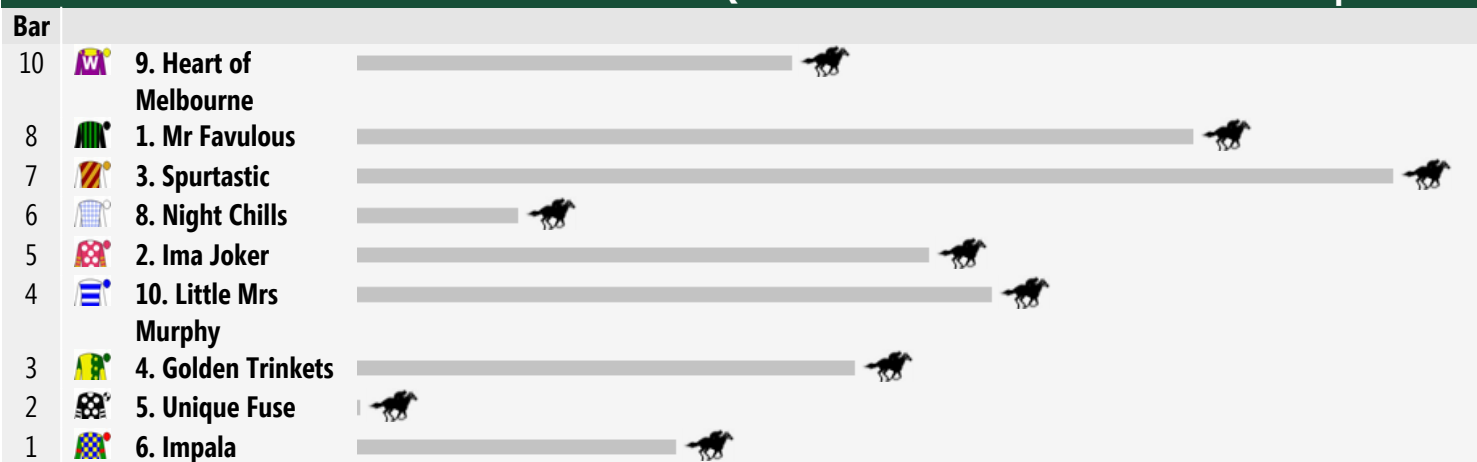 Bar
10 W 9. Heart of
Melbourne
8 1. Mr Favulous
7 3. Spurtastic
6 8. Night Chills
5 2. Ima Joker
4 10. Little Mrs
Murphy
3 4. Golden Trinkets
2 5. Unique Fuse
1 6. Impala